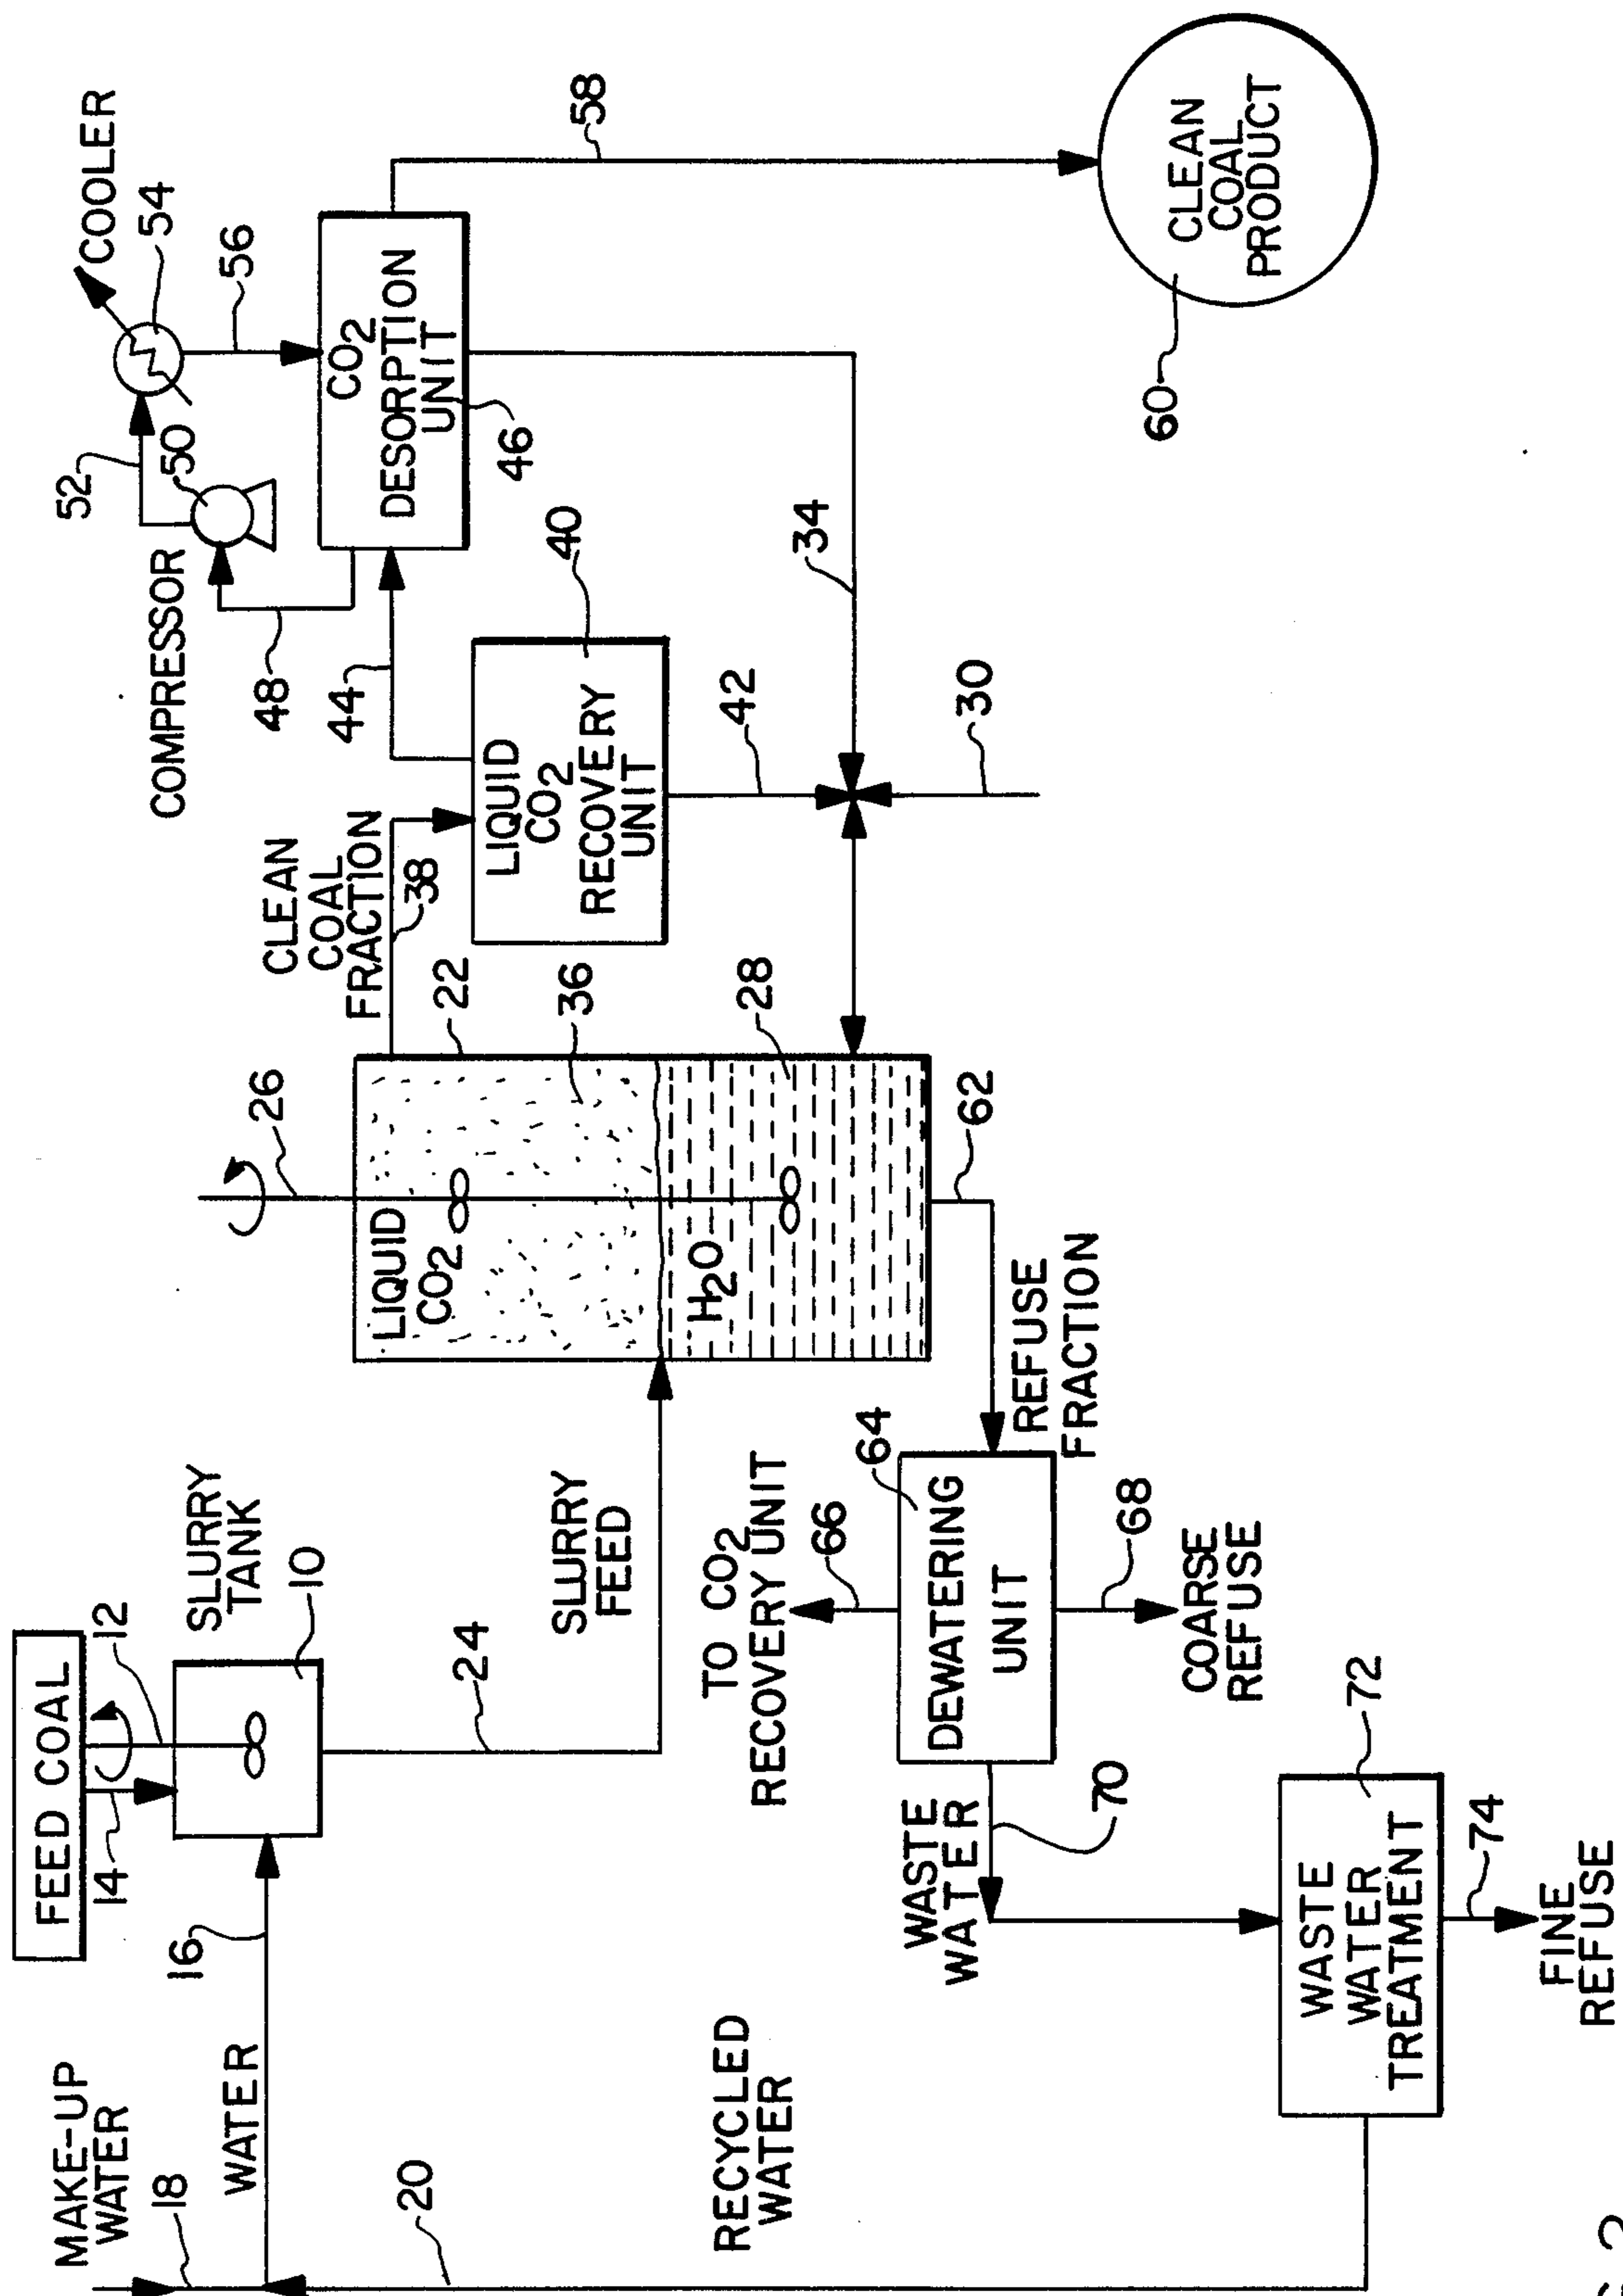 MAKE-UP
WATER
18
WATER
16
20
RECYCLED
WATER
FEED COAL
14
12
SLURRY
TANK
10
24
SLURRY
FEED
26
LIQUID
CO2
H2O
22
36
28
CLEAN
COAL
FRACTION
38
LIQUID
CO2
RECOVERY
UNIT
40
42
30
34
44
48
COMPRESSOR
50
52
COOLER
54
56
CO2
DESORPTION
UNIT
46
58
60
CLEAN
COAL
PRODUCT
62
REFUSE
FRACTION
64
DEWATERING
UNIT
66
TO CO2
RECOVERY UNIT
68
COARSE
REFUSE
70
WASTE
WATER
72
WASTE
WATER
TREATMENT
74
FINE
REFUSE